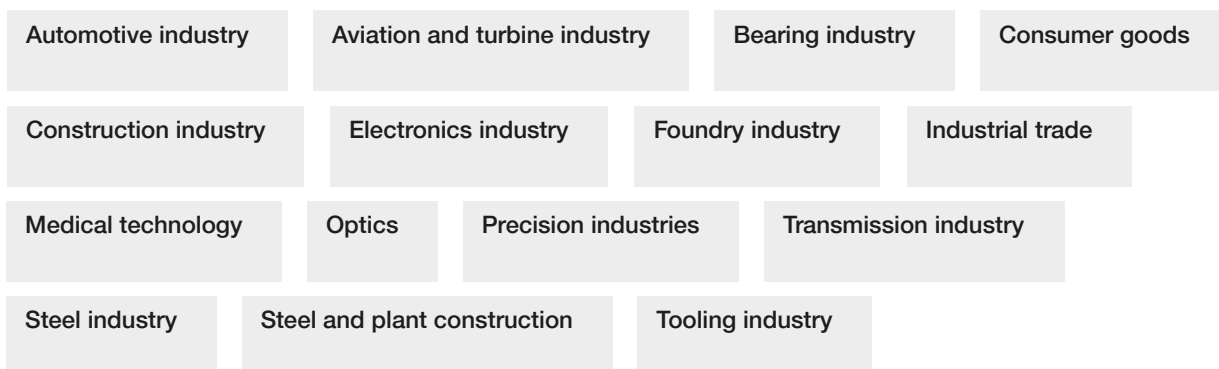 Automotive industry
Aviation and turbine industry
Bearing industry
Consumer goods
Construction industry
Electronics industry
Foundry industry
Industrial trade
Medical technology
Optics
Precision industries
Transmission industry
Steel industry
Steel and plant construction
Tooling industry